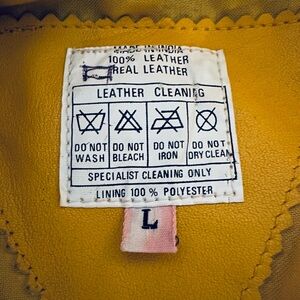 MADE IN INDIA
100% LEATHER
REAL LEATHER
LEATHER CLEANING
DO NOT WASH
DO NOT BLEACH
DO NOT IRON
DO NOT DRY CLEAN
SPECIALIST CLEANING ONLY
LINING 100% POLYESTER
L